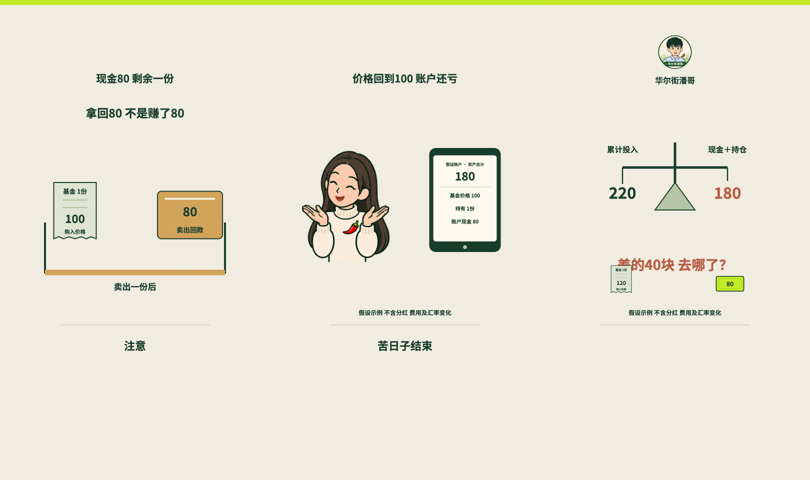 现金80 剩余一份
拿回80 不是赚了80
基金 1份
100
购入价格
80
卖出回款
卖出一份后
注意
价格回到100 账户还亏
假设账户 · 资产合计
180
基金价格 100
持有 1份
账户现金 80
假设示例 不含分红 费用及汇率变化
苦日子结束
华尔街潘哥
累计投入
现金＋持仓
220
180
差的40块 去哪了?
基金 1份
120
80
假设示例 不含分红 费用及汇率变化